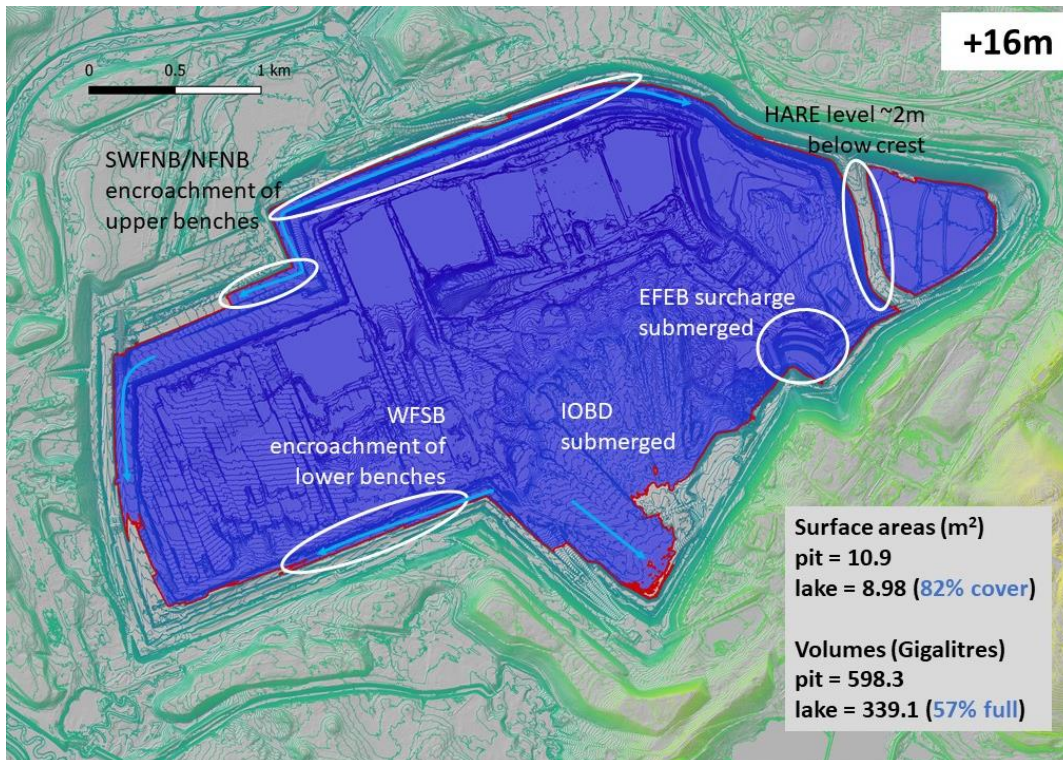 +16m
0 0.5 1 km
HARE level ~2m
below crest
SWFNB/NFNB
encroachment of
upper benches
EFEB surcharge
submerged
WFSB
encroachment of
lower benches
IOBD
submerged
Surface areas (m²)
pit = 10.9
lake = 8.98 (82% cover)
Volumes (Gigalitres)
pit = 598.3
lake = 339.1 (57% full)